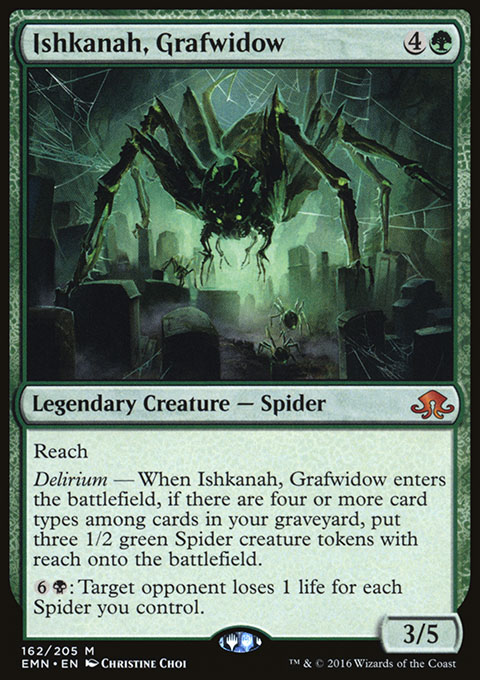 Ishkanah, Grafwidow 4
Legendary Creature — Spider
Reach
Delirium — When Ishkanah, Grafwidow enters
the battlefield, if there are four or more card
types among cards in your graveyard, put
three 1/2 green Spider creature tokens with
reach onto the battlefield.
6: Target opponent loses 1 life for each
Spider you control.
3/5
162/205 M
EMN • EN Christine Choi
™ & © 2016 Wizards of the Coast